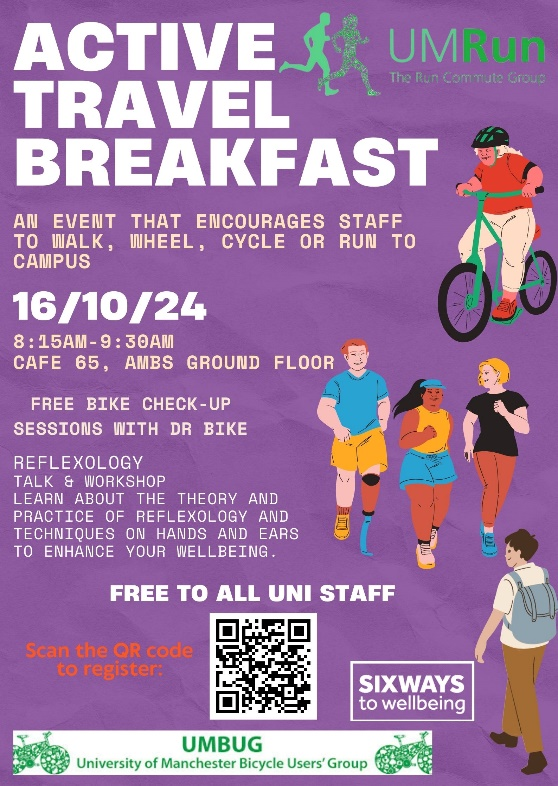 ACTIVE
TRAVEL
BREAKFAST
UMRun
The Run Commute Group
AN EVENT THAT ENCOURAGES STAFF
TO WALK, WHEEL, CYCLE OR RUN TO
CAMPUS
16/10/24
8:15AM-9:30AM
CAFE 65, AMBS GROUND FLOOR
FREE BIKE CHECK-UP
SESSIONS WITH DR BIKE
REFLEXOLOGY
TALK & WORKSHOP
LEARN ABOUT THE THEORY AND
PRACTICE OF REFLEXOLOGY AND
TECHNIQUES ON HANDS AND EARS
TO ENHANCE YOUR WELLBEING.
FREE TO ALL UNI STAFF
Scan the QR code
to register:
SIXWAYS
to wellbeing
UMBUG
University of Manchester Bicycle Users' Group